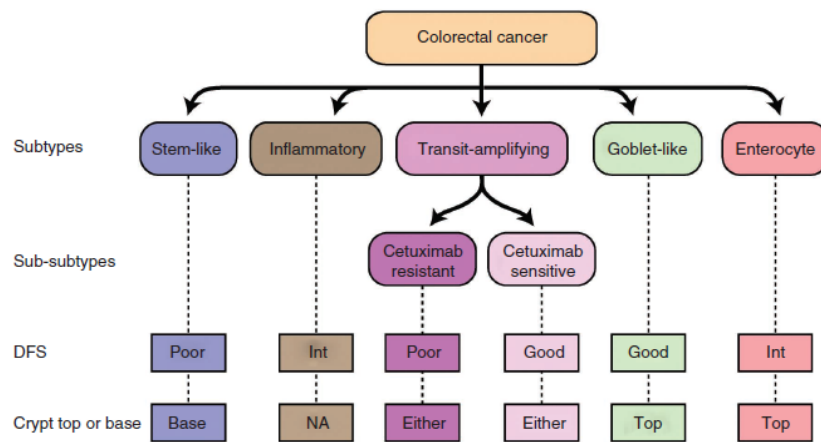 Colorectal cancer
Subtypes Stem-like Inflammatory Transit-amplifying Goblet-like Enterocyte
Sub-subtypes
Cetuximab
resistant
Cetuximab
sensitive
DFS Poor Int Poor Good Good Int
Crypt top or base Base NA Either Either Top Top